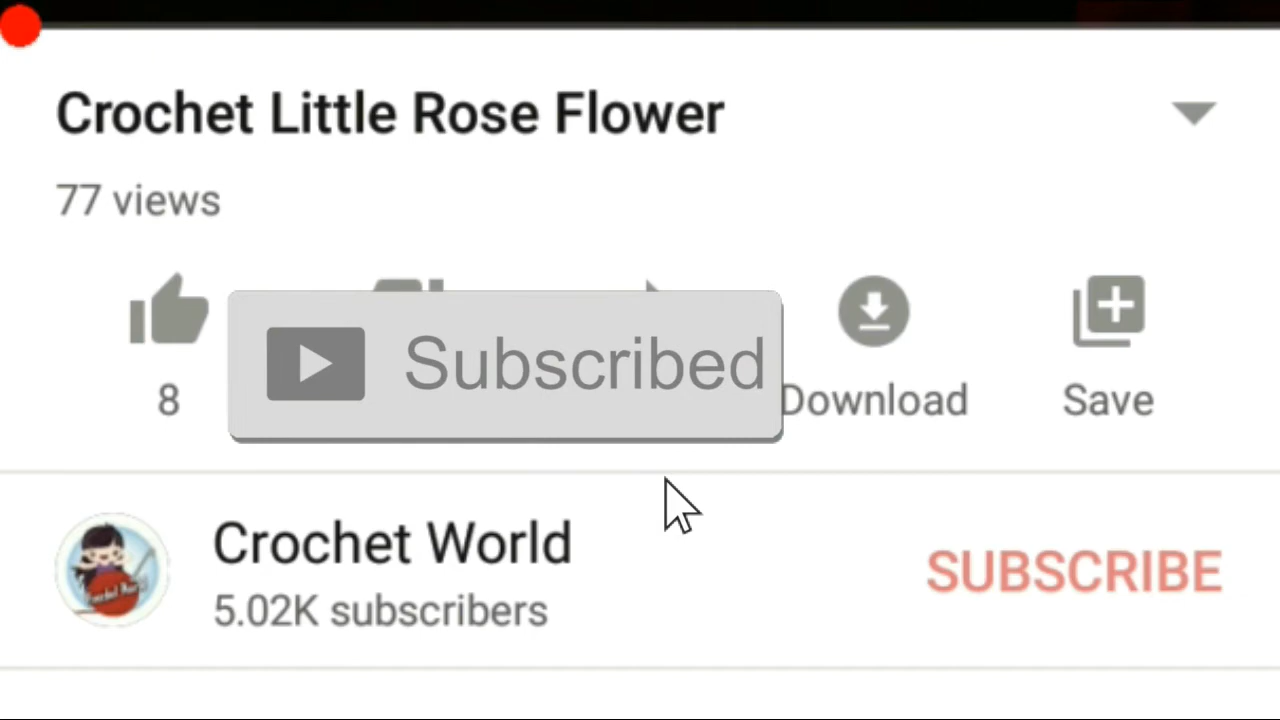 Crochet Little Rose Flower
77 views
Subscribed
8
Download
Save
Crochet World
5.02K subscribers
SUBSCRIBE